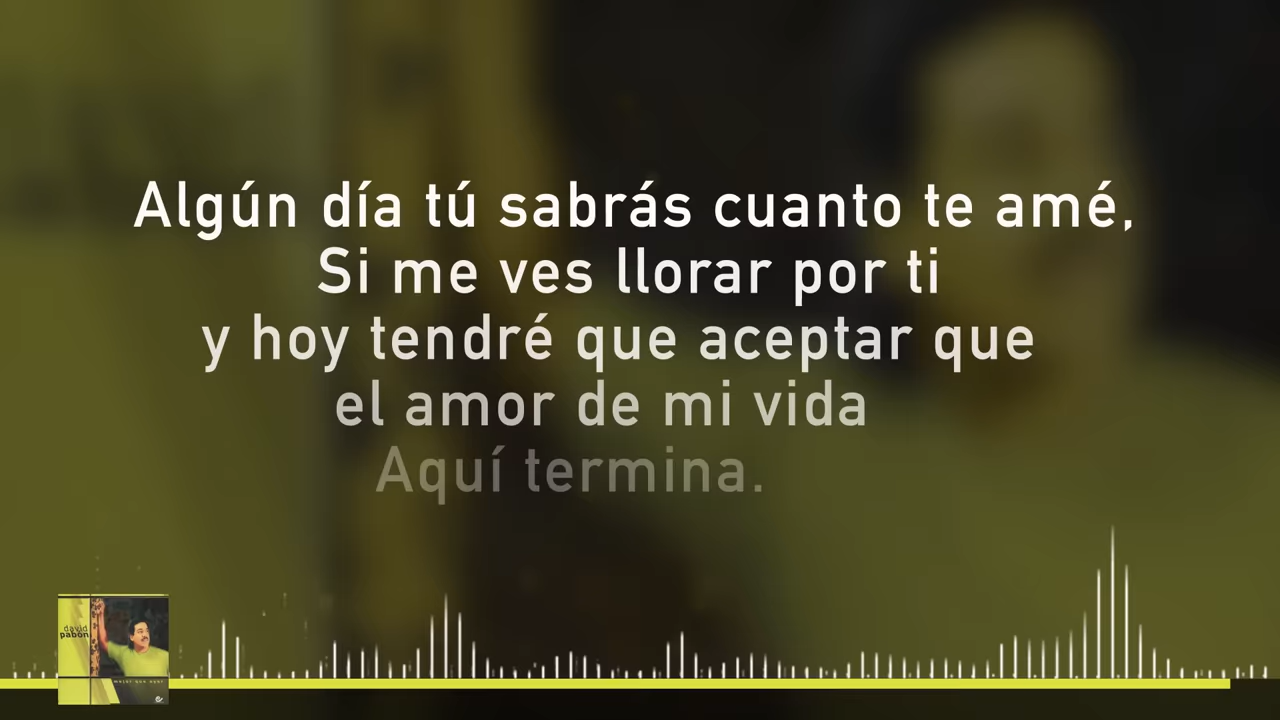 Algún día tú sabrás cuanto te amé,
Si me ves llorar por ti
y hoy tendré que aceptar que
el amor de mi vida
Aquí termina.
david
pabón